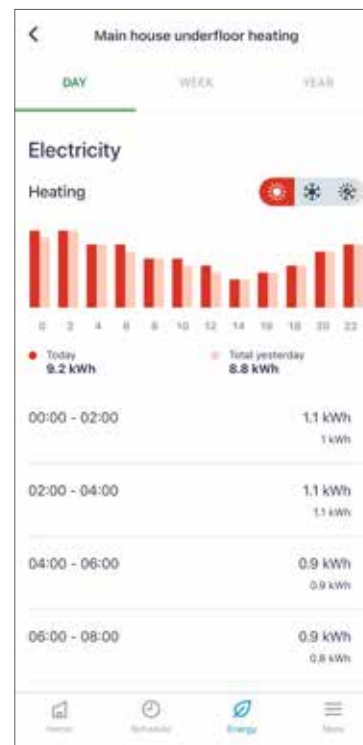 Main house underfloor heating
DAY WEEK YEAR
Electricity
Heating
0 2 4 6 8 10 12 14 16 18 20 22
Today Total yesterday
9.2 kWh 8.8 kWh
00:00 - 02:00 1.1 kWh
1 kWh
02:00 - 04:00 1.1 kWh
1.1 kWh
04:00 - 06:00 0.9 kWh
0.9 kWh
06:00 - 08:00 0.9 kWh
0.8 kWh
Home Schedule Energy More